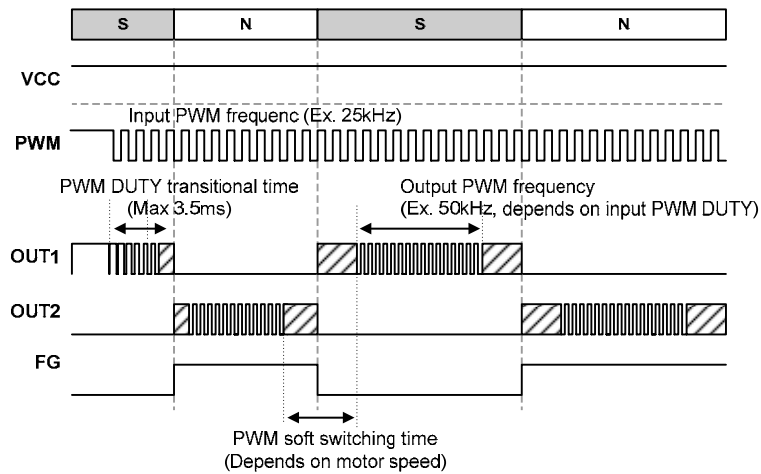 S N S N
VCC
Input PWM frequenc (Ex. 25kHz)
PWM
PWM DUTY transitional time
(Max 3.5ms)
Output PWM frequency
(Ex. 50kHz, depends on input PWM DUTY)
OUT1
OUT2
FG
PWM soft switching time
(Depends on motor speed)